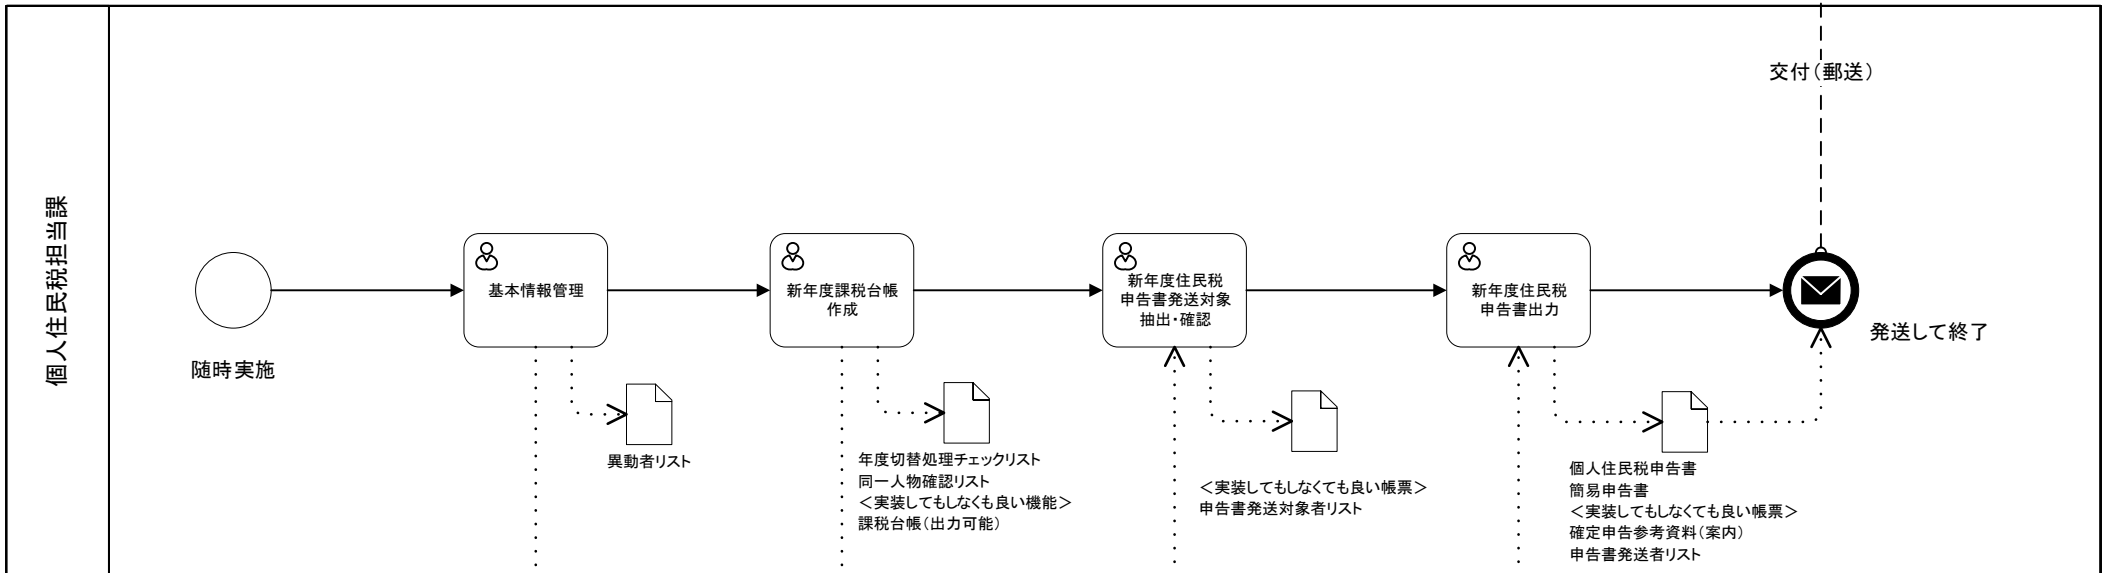 個人住民税担当課
交付（郵送）
随時実施
基本情報管理
新年度課税台帳
作成
新年度住民税
申告書発送対象
抽出・確認
新年度住民税
申告書出力
発送して終了
異動者リスト
年度切替処理チェックリスト
同一人物確認リスト
＜実装してもしなくも良い機能＞
課税台帳（出力可能）
＜実装してもしなくても良い帳票＞
申告書発送対象者リスト
個人住民税申告書
簡易申告書
＜実装してもしなくても良い帳票＞
確定申告参考資料（案内）
申告書発送者リスト